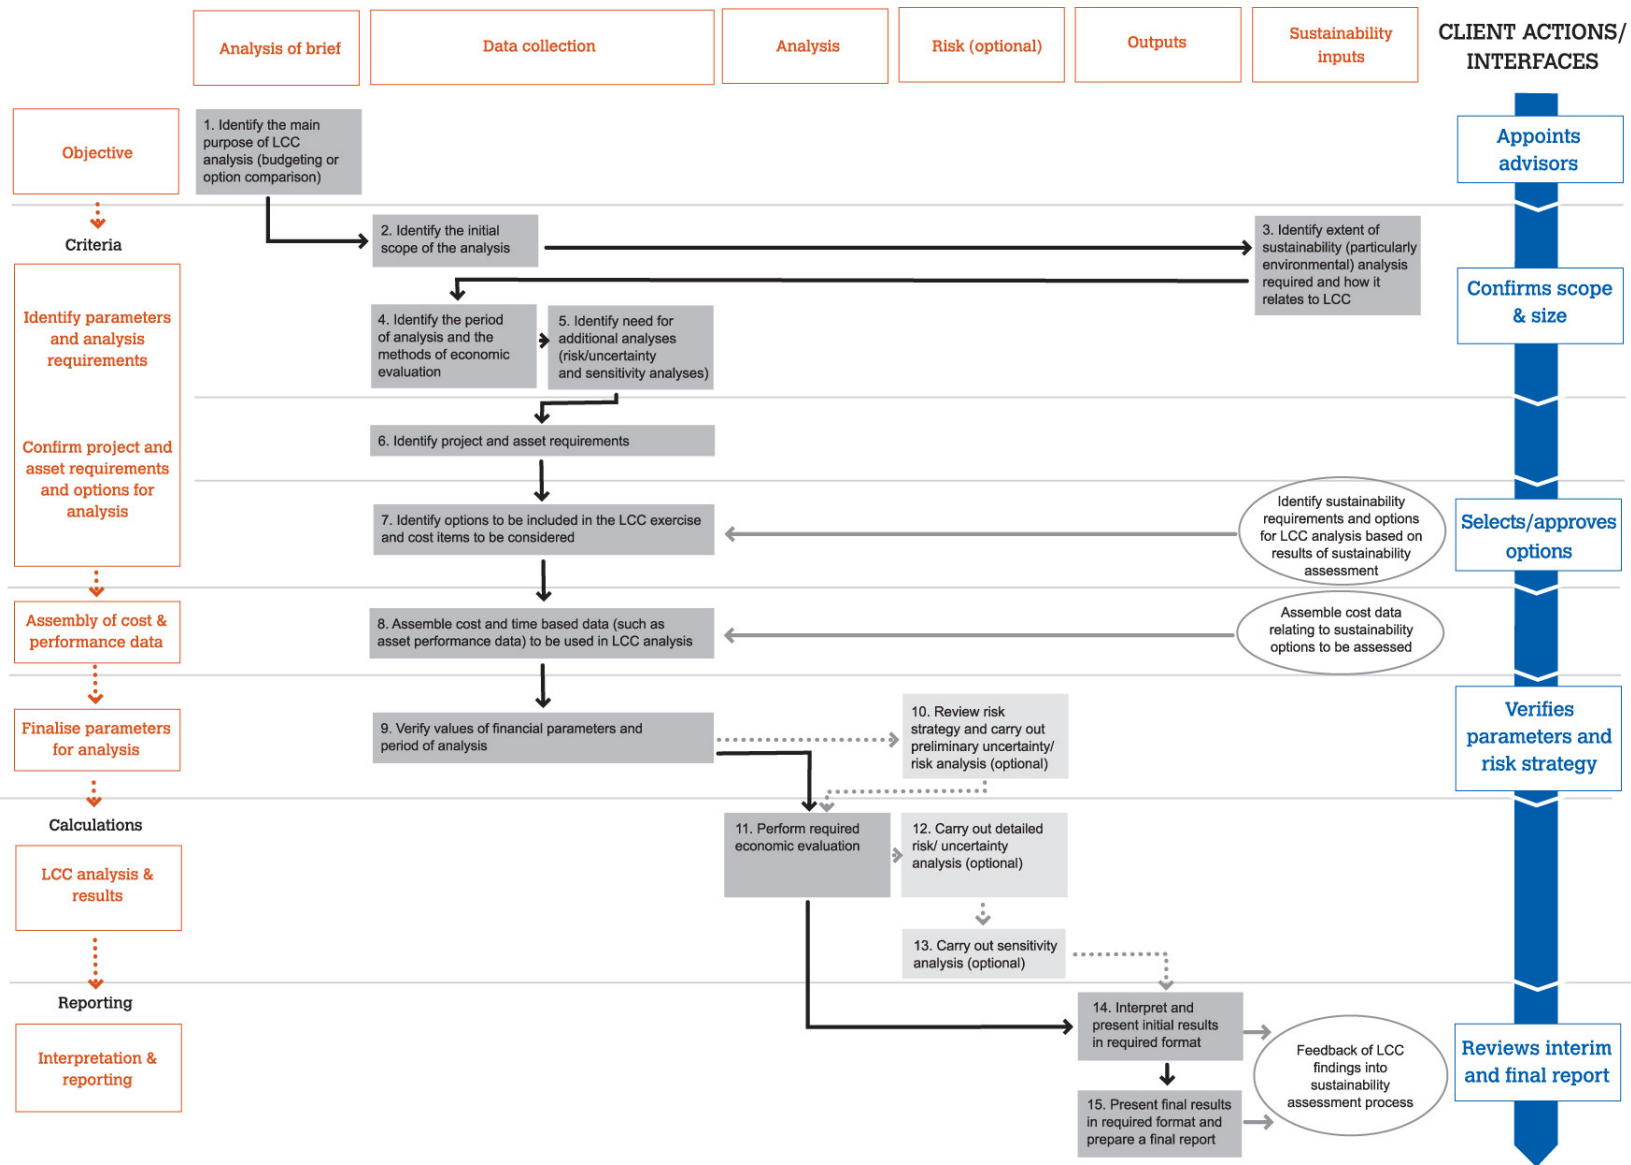 Analysis of brief
Data collection
Analysis
Risk (optional)
Outputs
Sustainability
inputs
CLIENT ACTIONS/
INTERFACES
Objective
1. Identify the main
purpose of LCC
analysis (budgeting or
option comparison)
Appoints
advisors
Criteria
2. Identify the initial
scope of the analysis
3. Identify extent of
sustainability (particularly
environmental) analysis
required and how it
relates to LCC
Confirms scope
& size
Identify parameters
and analysis
requirements
4. Identify the period
of analysis and the
methods of economic
evaluation
5. Identify need for
additional analyses
(risk/uncertainty
and sensitivity analyses)
Confirm project and
asset requirements
and options for
analysis
6. Identify project and asset requirements
7. Identify options to be included in the LCC exercise
and cost items to be considered
Identify sustainability
requirements and options
for LCC analysis based on
results of sustainability
assessment
Selects/approves
options
Assembly of cost &
performance data
8. Assemble cost and time based data (such as
asset performance data) to be used in LCC analysis
Assemble cost data
relating to sustainability
options to be assessed
Finalise parameters
for analysis
9. Verify values of financial parameters and
period of analysis
10. Review risk
strategy and carry out
preliminary uncertainty/
risk analysis (optional)
Verifies
parameters and
risk strategy
Calculations
LCC analysis &
results
11. Perform required
economic evaluation
12. Carry out detailed
risk/ uncertainty
analysis (optional)
13. Carry out sensitivity
analysis (optional)
Reporting
Interpretation &
reporting
14. Interpret and
present initial results
in required format
15. Present final results
in required format and
prepare a final report
Feedback of LCC
findings into
sustainability
assessment process
Reviews interim
and final report